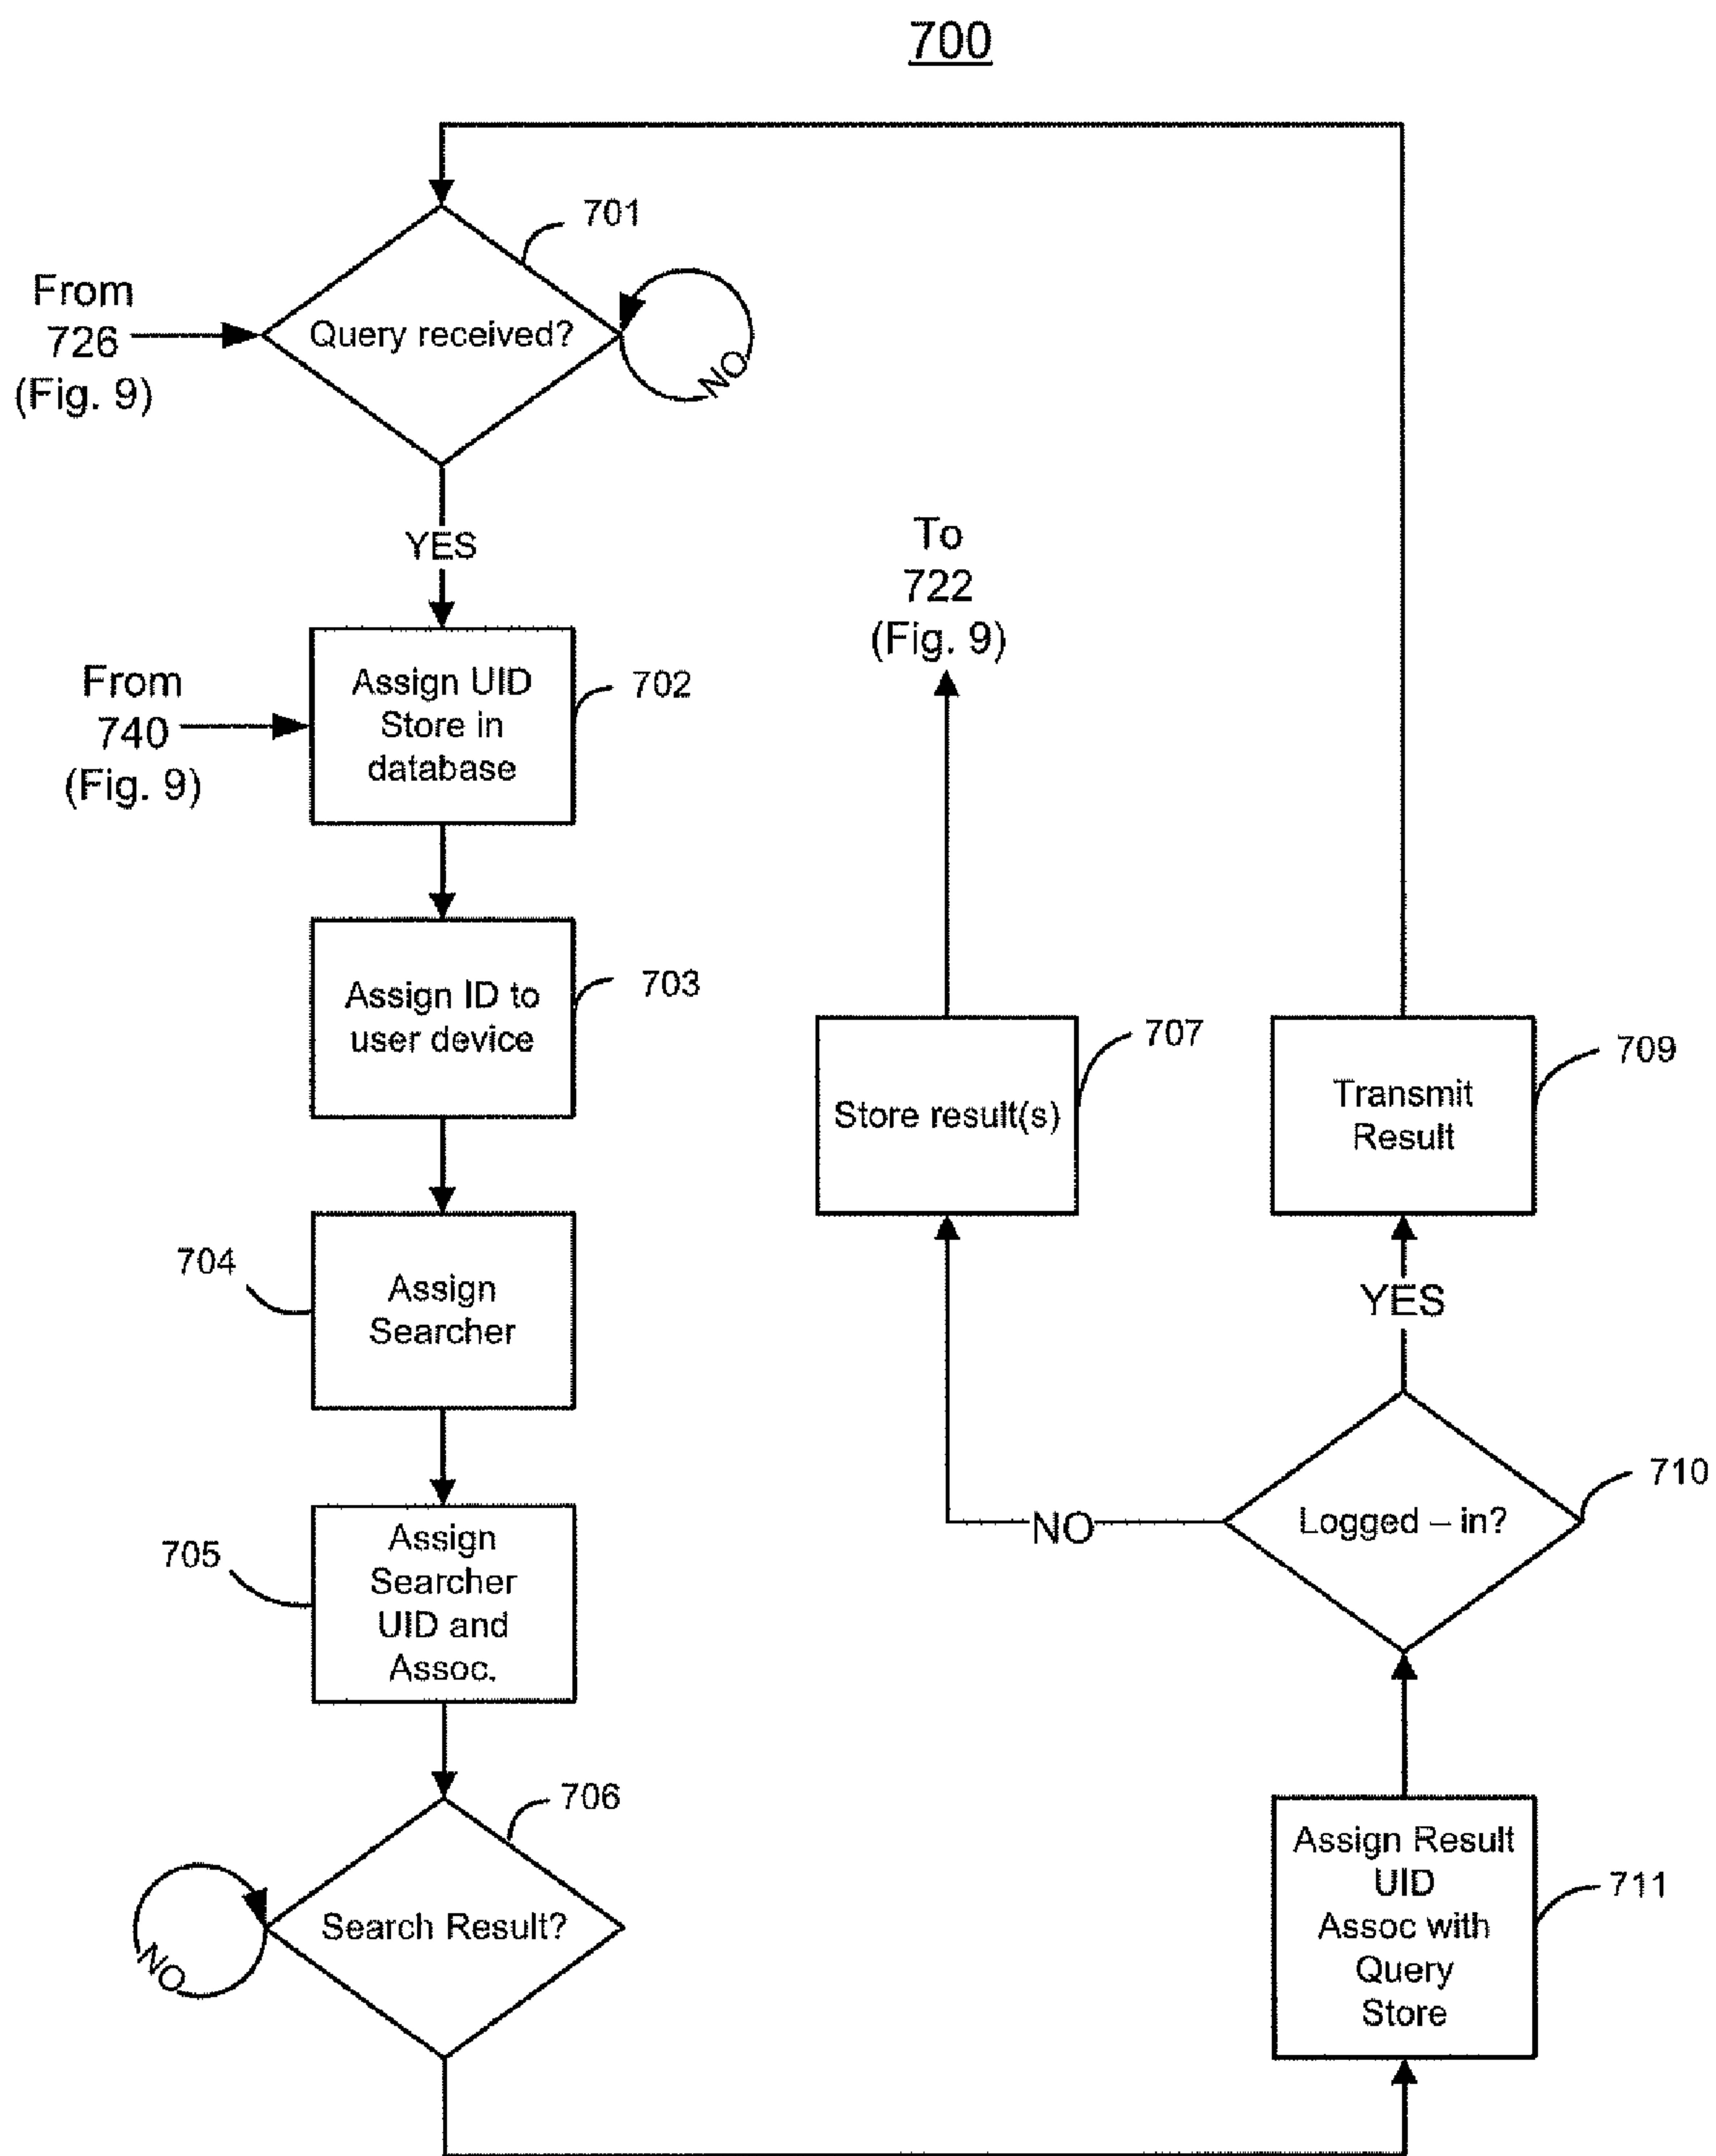 700
701
From
726
(Fig. 9)
Query received?
NO
YES
From
740
(Fig. 9)
Assign UID
Store in
database
702
Assign ID to
user device
703
704
Assign
Searcher
705
Assign
Searcher
UID and
Assoc.
706
Search Result?
NO
To
722
(Fig. 9)
Store result(s)
707
Transmit
Result
709
YES
NO
Logged – in?
710
Assign Result
UID
Assoc with
Query
Store
711